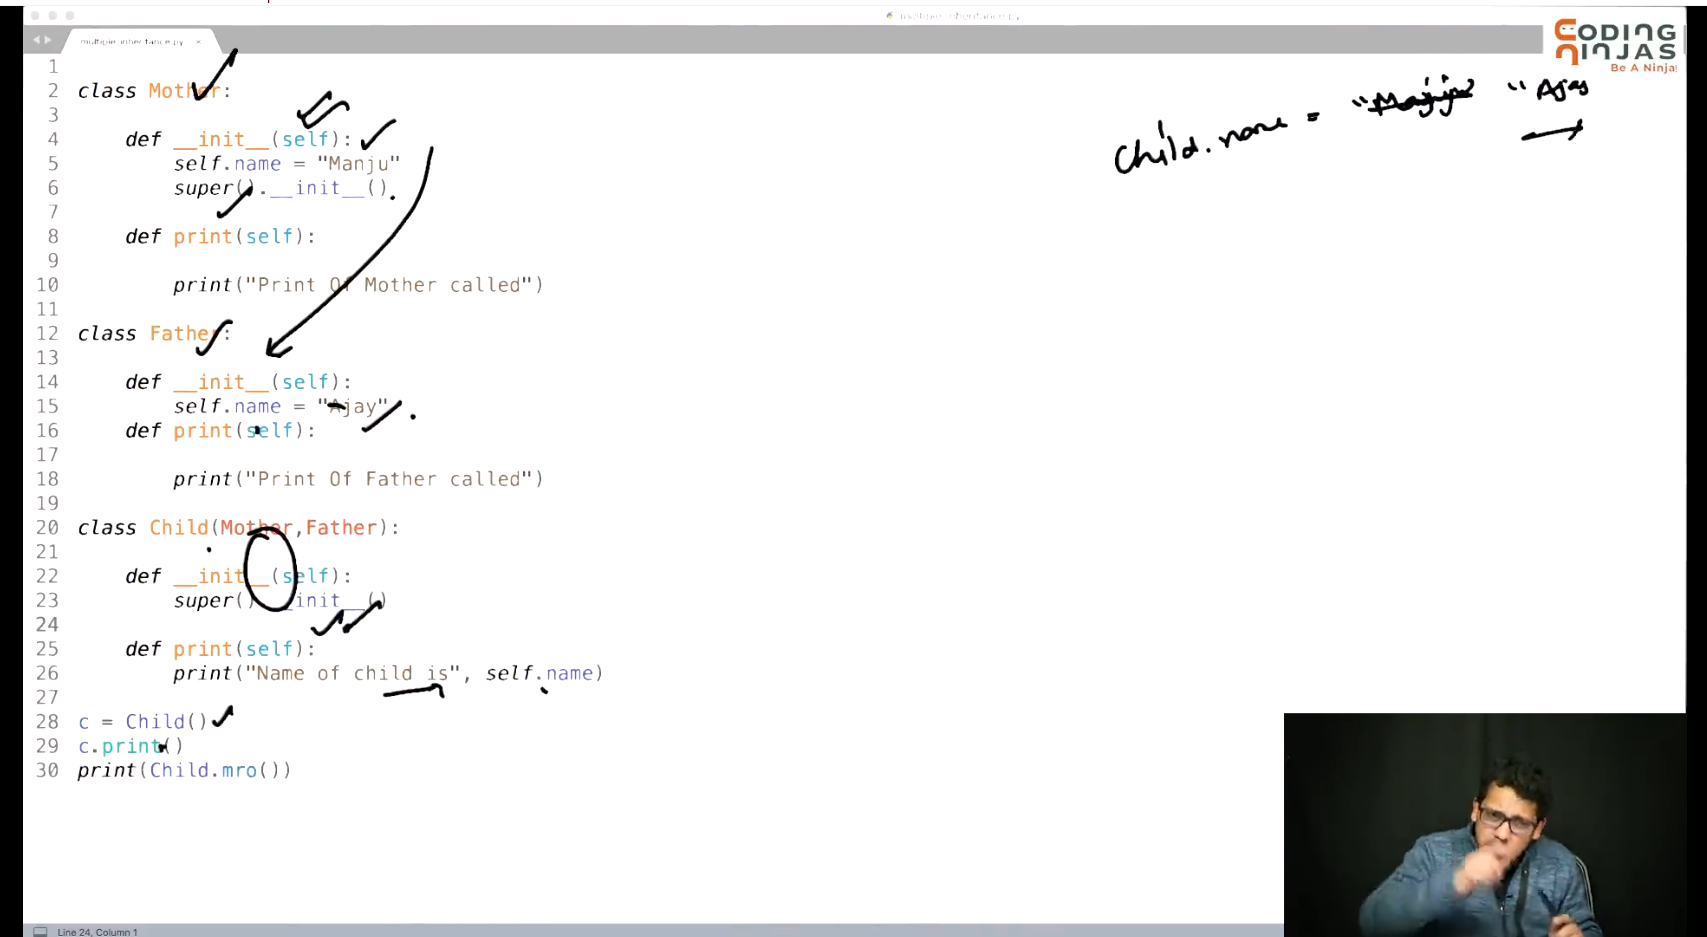 multiple inheritance.py
multiple inheritance.py ×
CODING
NINJAS
Be A Ninja!
1
2 class Mother:
3
4 def __init__(self):
5 self.name = "Manju"
6 super().__init__()
7
8 def print(self):
9
10 print("Print Of Mother called")
11
12 class Father:
13
14 def __init__(self):
15 self.name = "Ajay"
16 def print(self):
17
18 print("Print Of Father called")
19
20 class Child(Mother,Father):
21
22 def __init__(self):
23 super().__init__()
24
25 def print(self):
26 print("Name of child is", self.name)
27
28 c = Child()
29 c.print()
30 print(Child.mro())
Child.name = "Manju" "Ajay
Line 24, Column 1